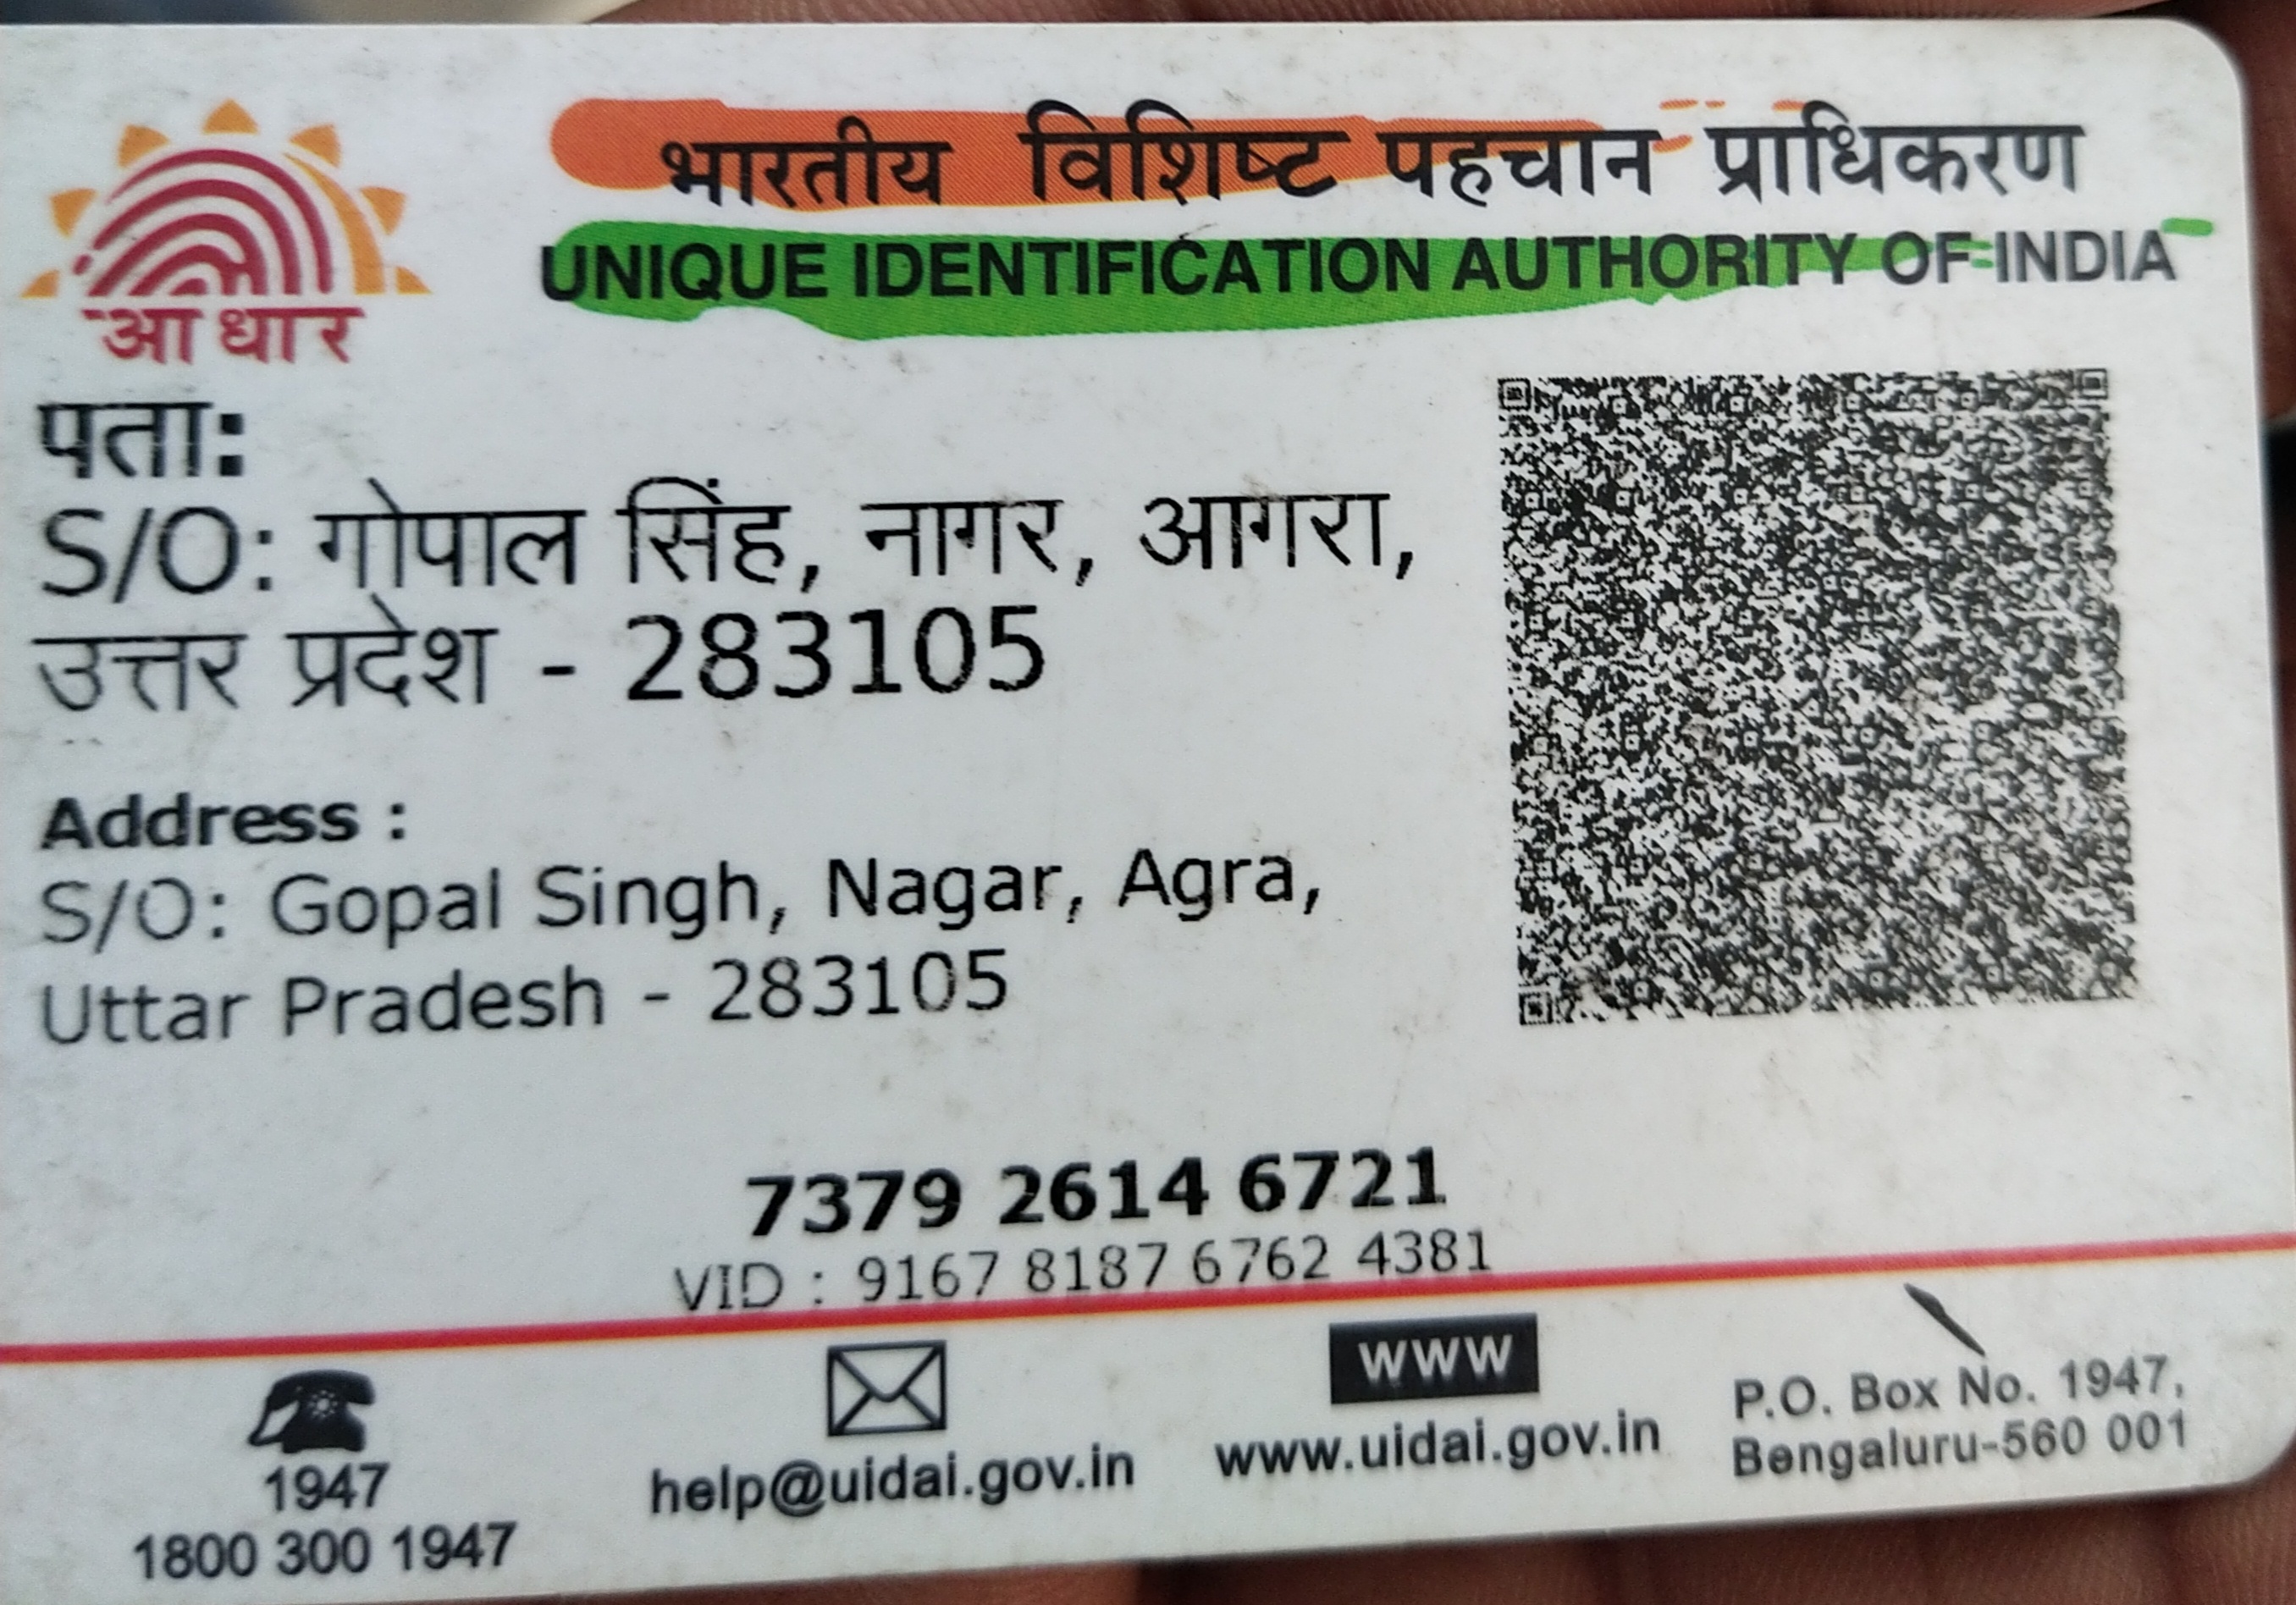 भारतीय विशिष्ट पहचान प्राधिकरण
UNIQUE IDENTIFICATION AUTHORITY OF INDIA
आधार
पता:
S/O: गोपाल सिंह, नागर, आगरा,
उत्तर प्रदेश - 283105
Address :
S/O: Gopal Singh, Nagar, Agra,
Uttar Pradesh - 283105
7379 2614 6721
VID : 9167 8187 6762 4381
1947
1800 300 1947
help@uidai.gov.in
WWW
www.uidai.gov.in
P.O. Box No. 1947,
Bengaluru-560 001